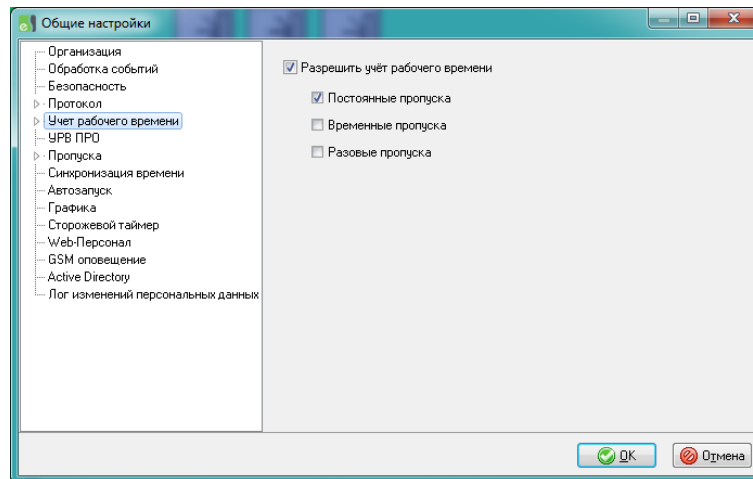 Общие настройки
Организация
Обработка событий
Безопасность
Протокол
Учет рабочего времени
УРВ ПРО
Пропуска
Синхронизация времени
Автозапуск
Графика
Сторожевой таймер
Web-Персонал
GSM оповещение
Active Directory
Лог изменений персональных данных
Разрешить учёт рабочего времени
Постоянные пропуска
Временные пропуска
Разовые пропуска
OK
Отмена